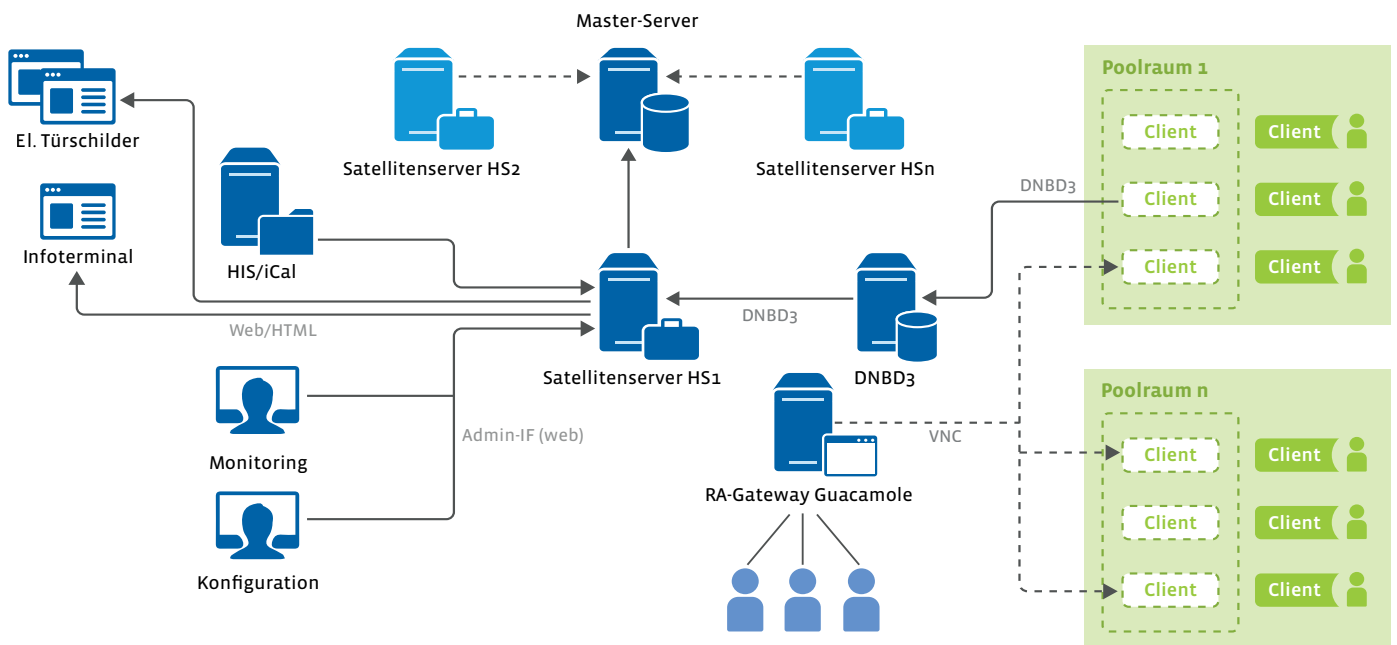 Master-Server
Poolraum 1
Client
Client
El. Türschilder
Satellitenserver HS2
Satellitenserver HSn
DNBD3
Client
Client
Infoterminal
HIS/iCal
Client
Client
Web/HTML
DNBD3
Satellitenserver HS1
DNBD3
Poolraum n
Admin-IF (web)
VNC
Client
Client
Monitoring
RA-Gateway Guacamole
Client
Client
Konfiguration
Client
Client